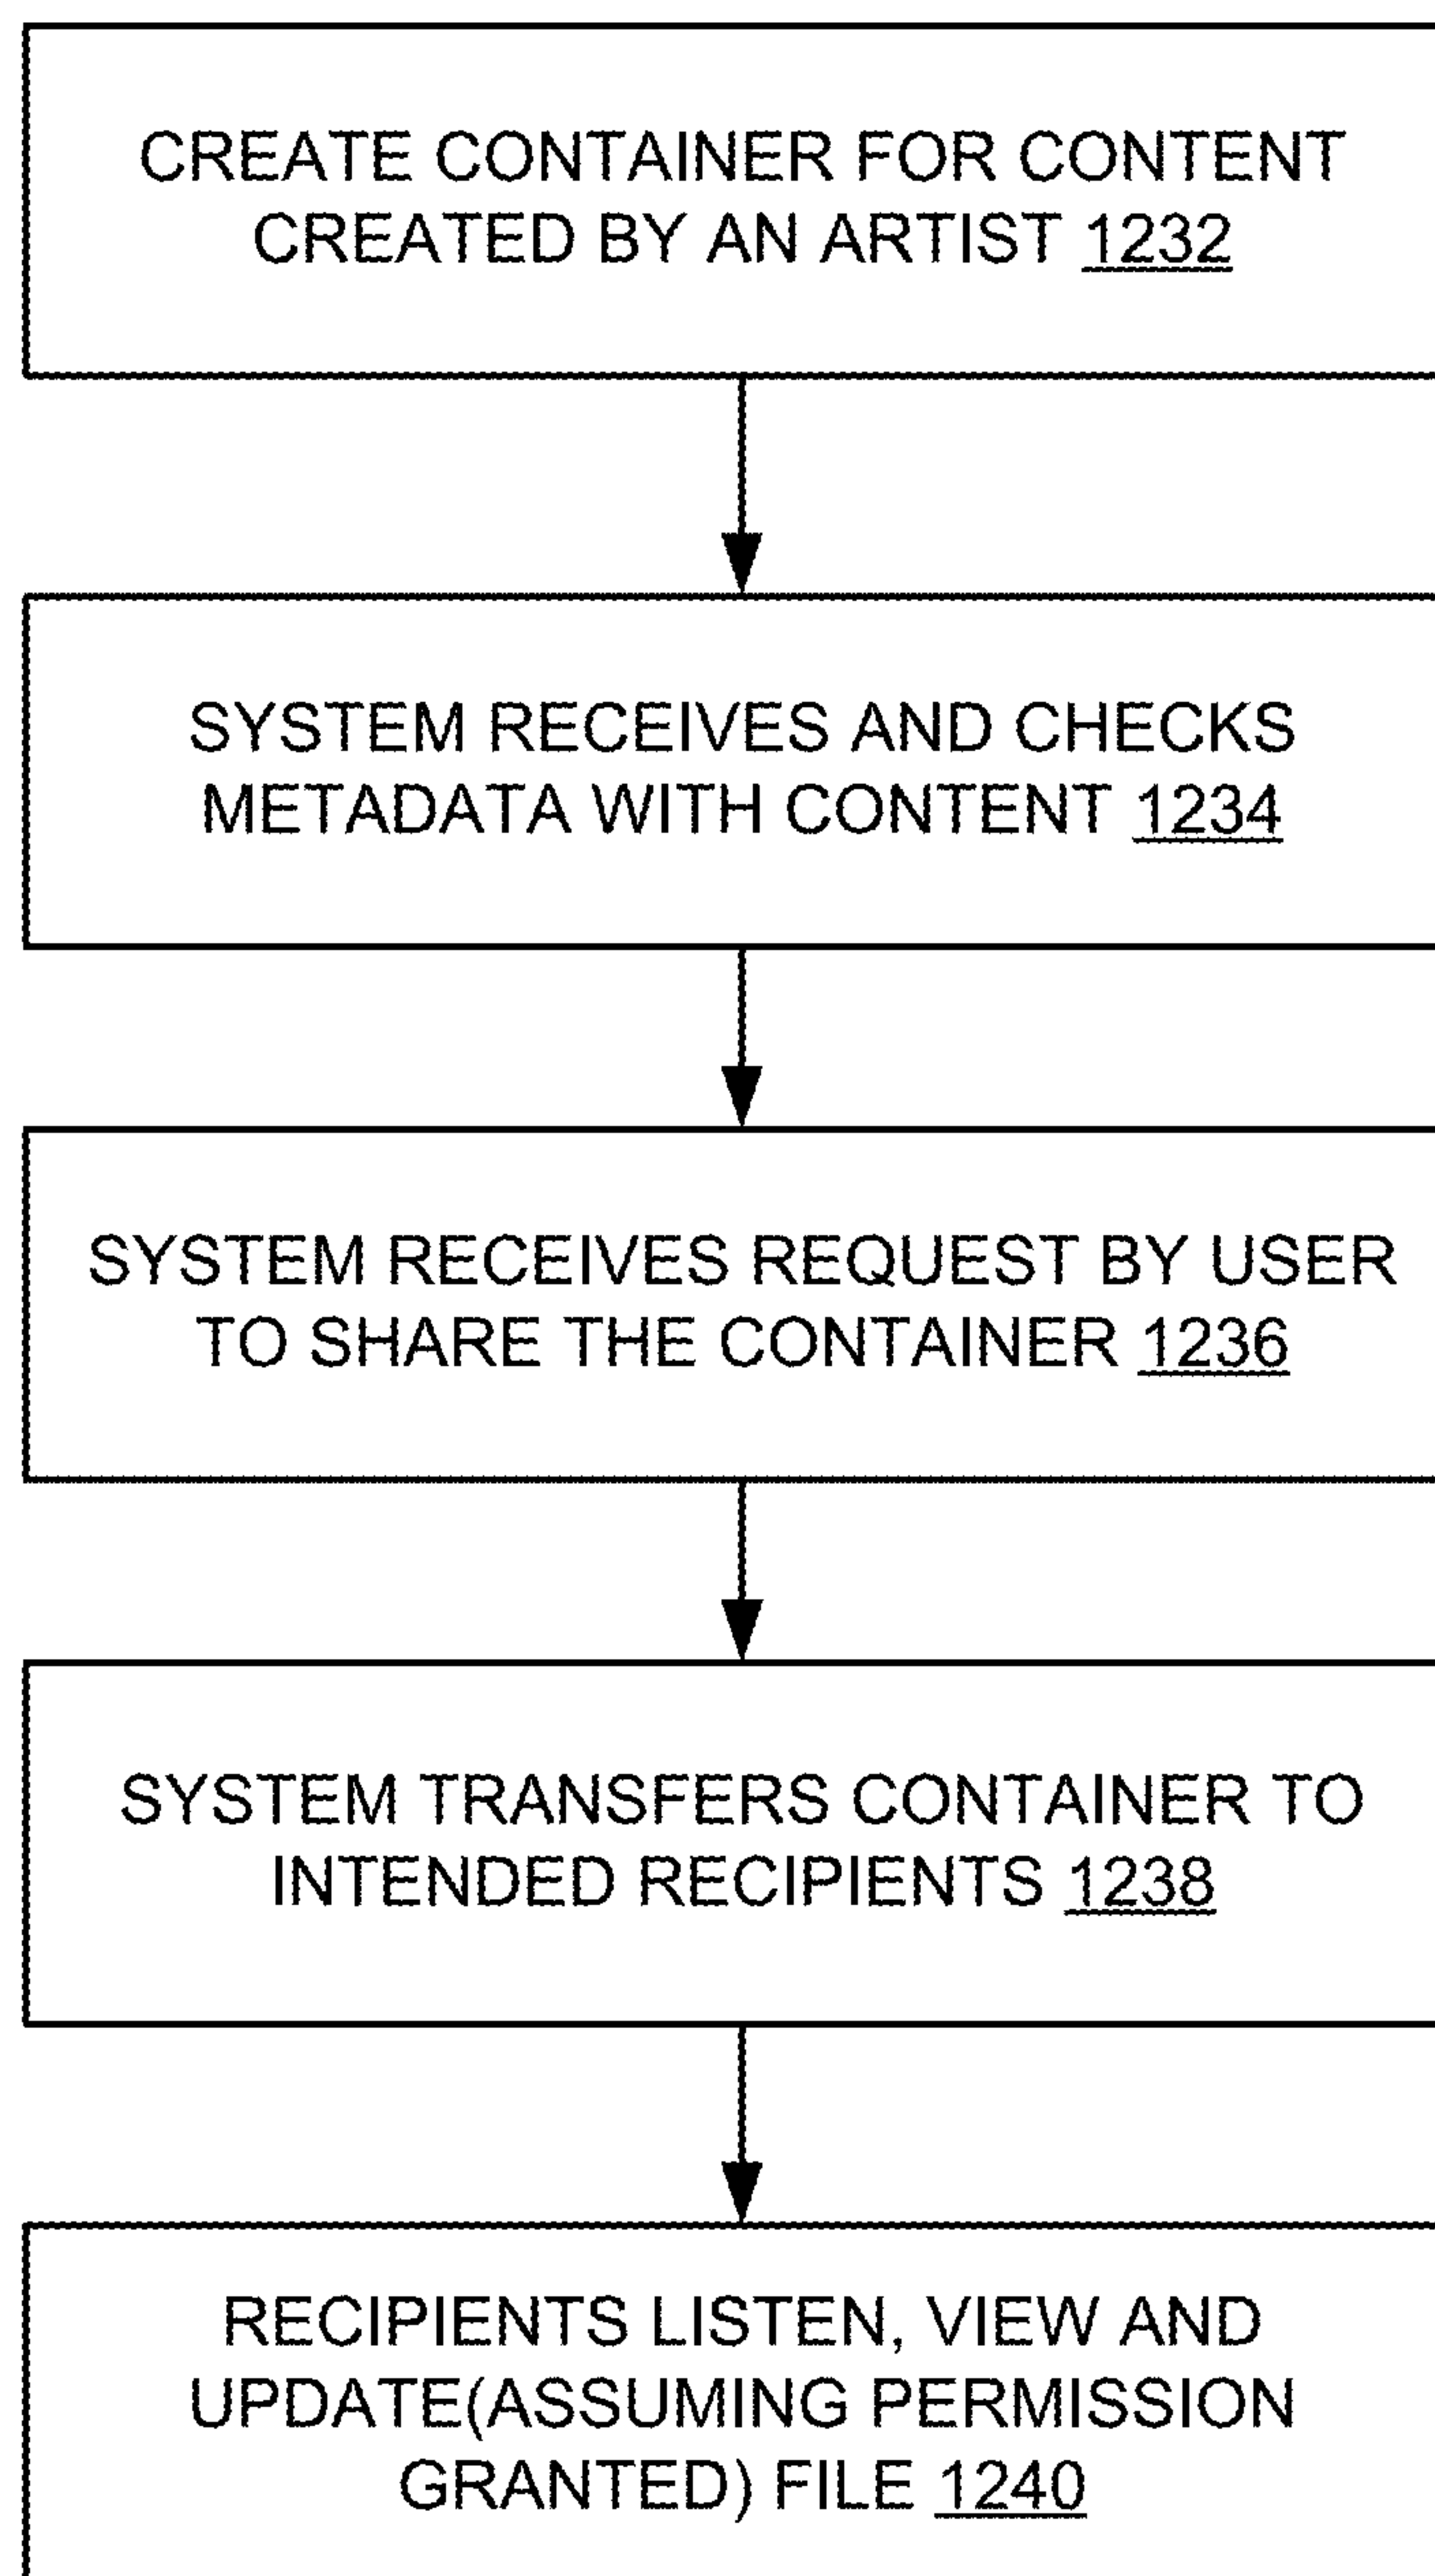 CREATE CONTAINER FOR CONTENT
CREATED BY AN ARTIST 1232
SYSTEM RECEIVES AND CHECKS
METADATA WITH CONTENT 1234
SYSTEM RECEIVES REQUEST BY USER
TO SHARE THE CONTAINER 1236
SYSTEM TRANSFERS CONTAINER TO
INTENDED RECIPIENTS 1238
RECIPIENTS LISTEN, VIEW AND
UPDATE(ASSUMING PERMISSION
GRANTED) FILE 1240